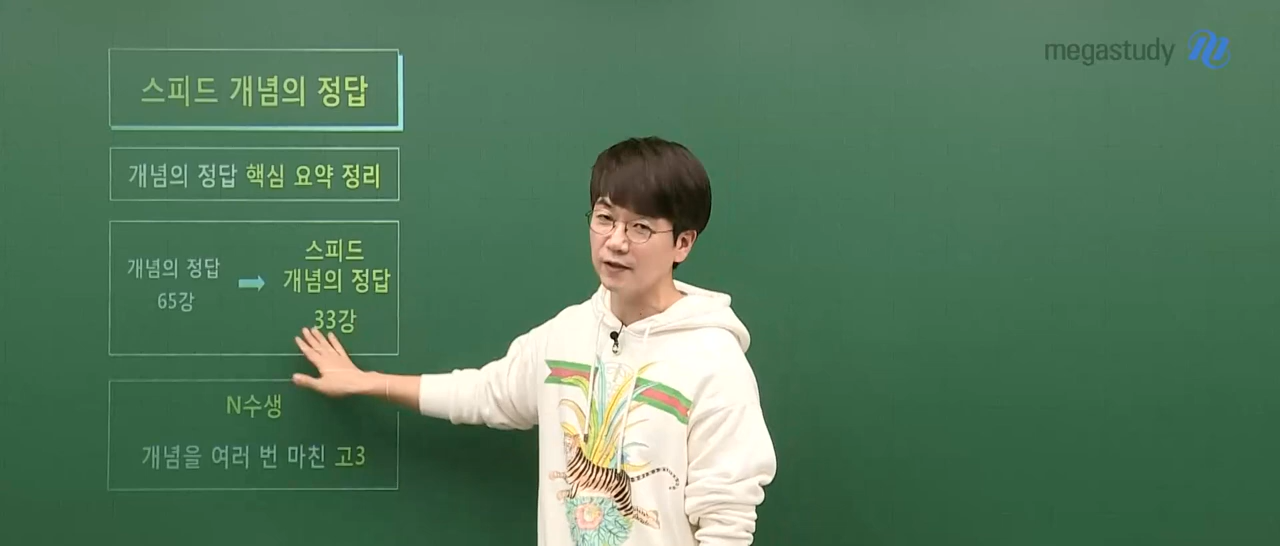 megastudy
스피드 개념의 정답
개념의 정답 핵심 요약 정리
개념의 정답
65강
스피드
개념의 정답
33강
N수생
개념을 여러 번 마친 고3